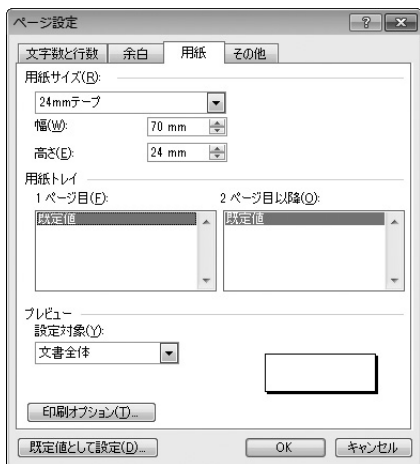 ページ設定
文字数と行数 余白 用紙 その他
用紙サイズ(R):
24mmテープ
幅(W): 70 mm
高さ(E): 24 mm
用紙トレイ
1 ページ目(F): 2 ページ目以降(O):
既定値 既定値
プレビュー
設定対象(Y):
文書全体
印刷オプション(T)...
既定値として設定(D)... OK キャンセル